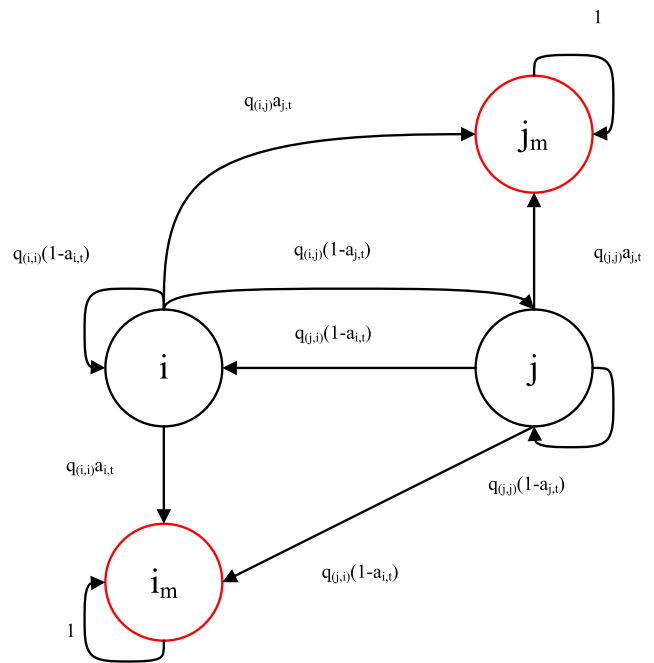 1
q(i,j)aj,t
jm
q(i,i)(1-ai,t)
q(i,j)(1-aj,t)
q(j,j)aj,t
q(j,i)(1-ai,t)
i
j
q(i,i)ai,t
q(j,j)(1-aj,t)
q(j,i)(1-ai,t)
im
1